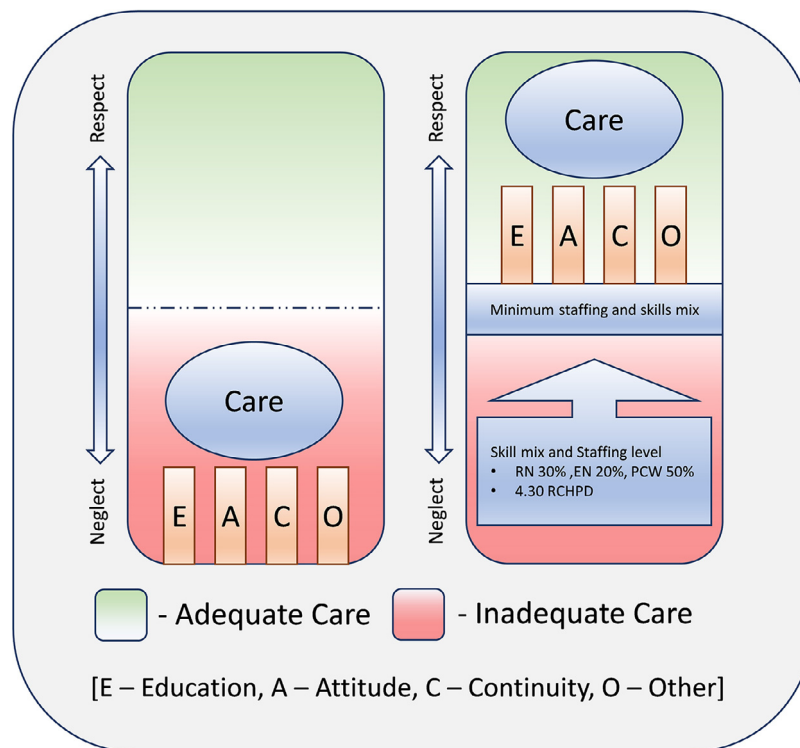 Respect
Neglect
Care
E A C O
Respect
Neglect
Care
E A C O
Minimum staffing and skills mix
Skill mix and Staffing level
• RN 30% ,EN 20%, PCW 50%
• 4.30 RCHPD
- Adequate Care
- Inadequate Care
[E – Education, A – Attitude, C – Continuity, O – Other]